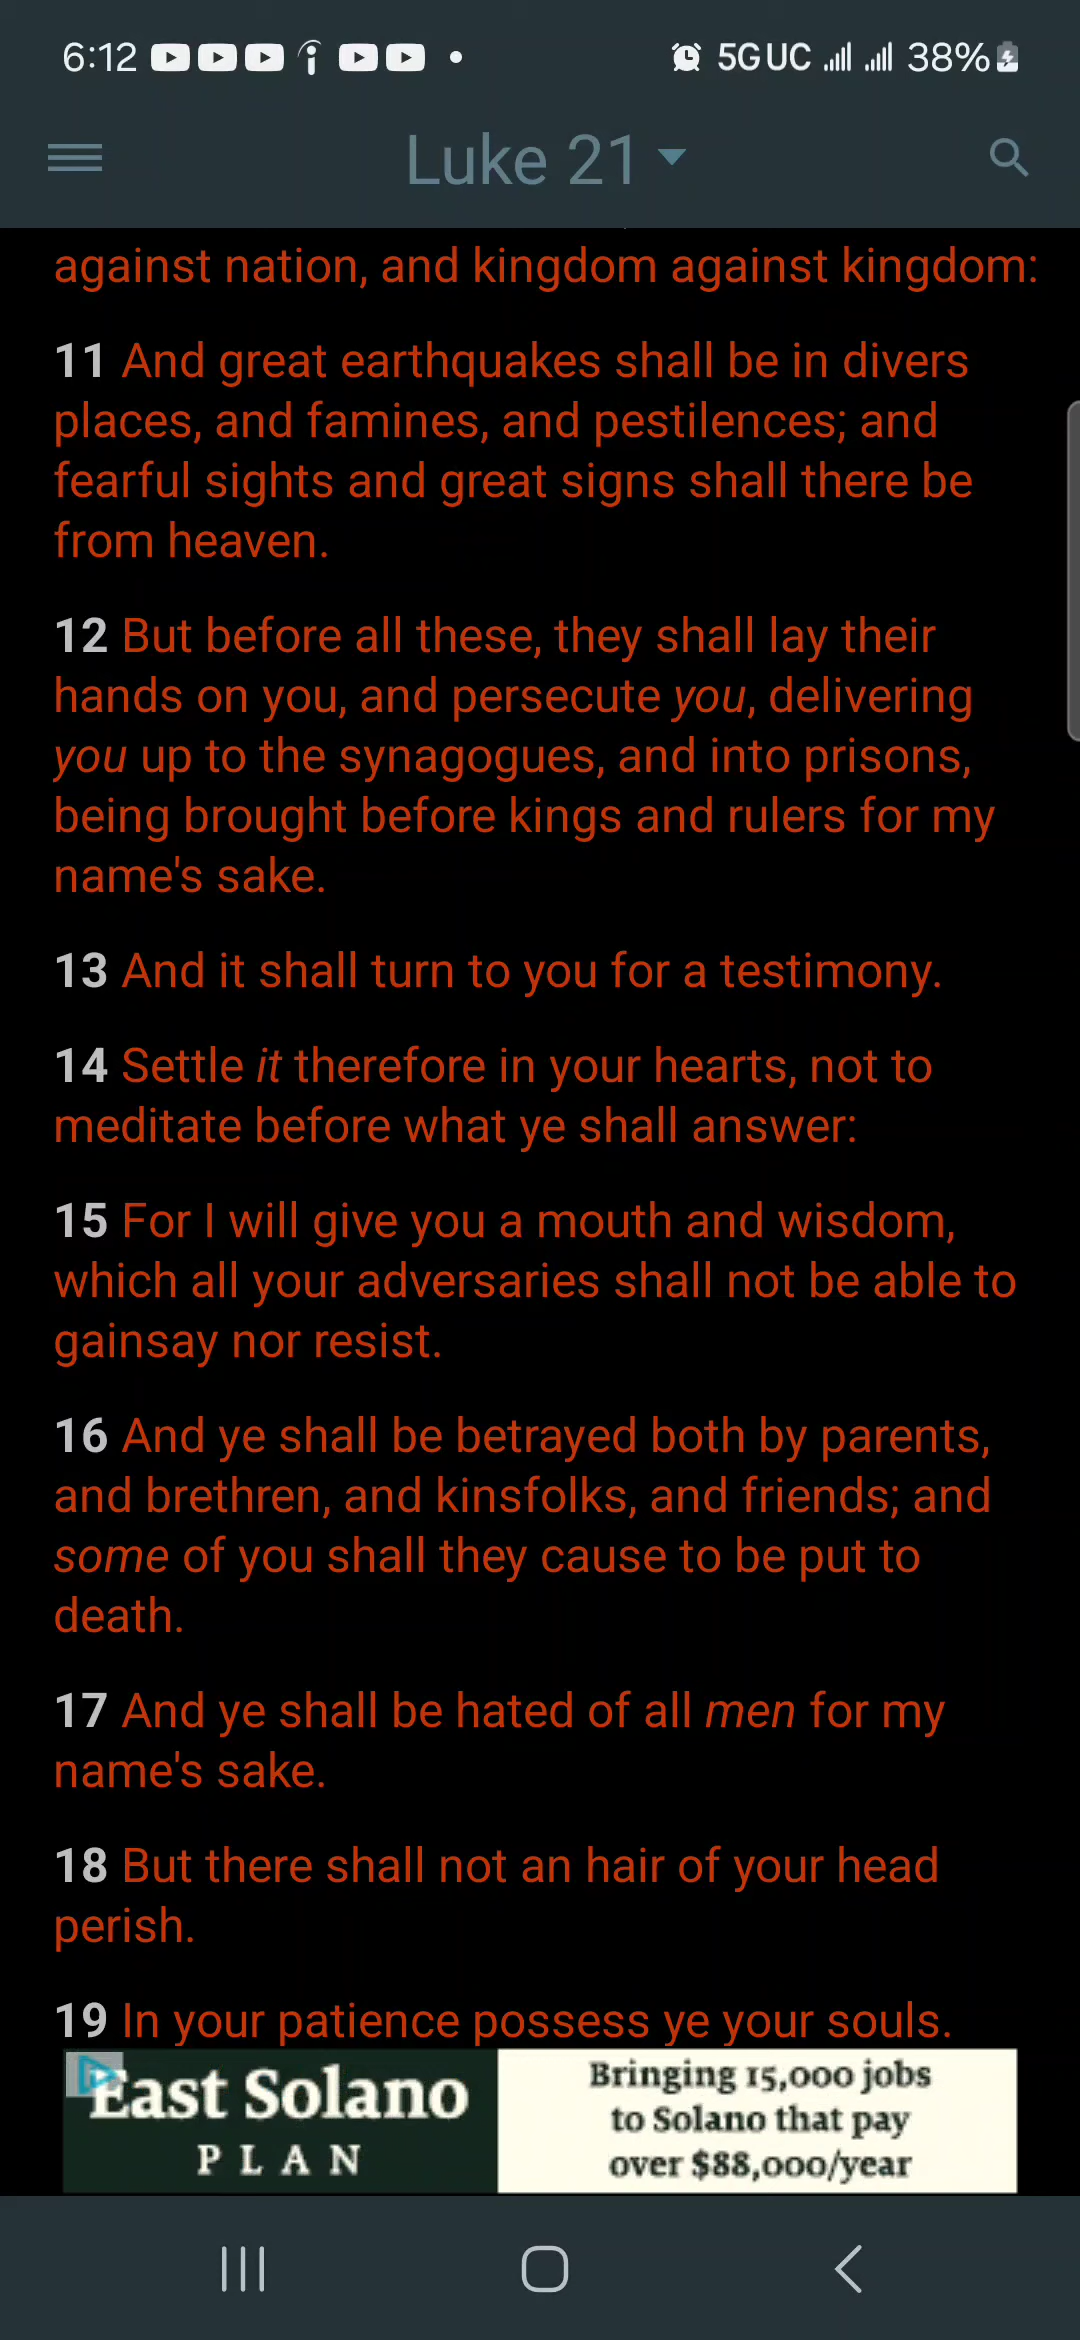 6:12 5G UC 38%
Luke 21
against nation, and kingdom against kingdom:
11 And great earthquakes shall be in divers
places, and famines, and pestilences; and
fearful sights and great signs shall there be
from heaven.
12 But before all these, they shall lay their
hands on you, and persecute you, delivering
you up to the synagogues, and into prisons,
being brought before kings and rulers for my
name's sake.
13 And it shall turn to you for a testimony.
14 Settle it therefore in your hearts, not to
meditate before what ye shall answer:
15 For I will give you a mouth and wisdom,
which all your adversaries shall not be able to
gainsay nor resist.
16 And ye shall be betrayed both by parents,
and brethren, and kinsfolks, and friends; and
some of you shall they cause to be put to
death.
17 And ye shall be hated of all men for my
name's sake.
18 But there shall not an hair of your head
perish.
19 In your patience possess ye your souls.
East Solano
PLAN
Bringing 15,000 jobs
to Solano that pay
over $88,000/year